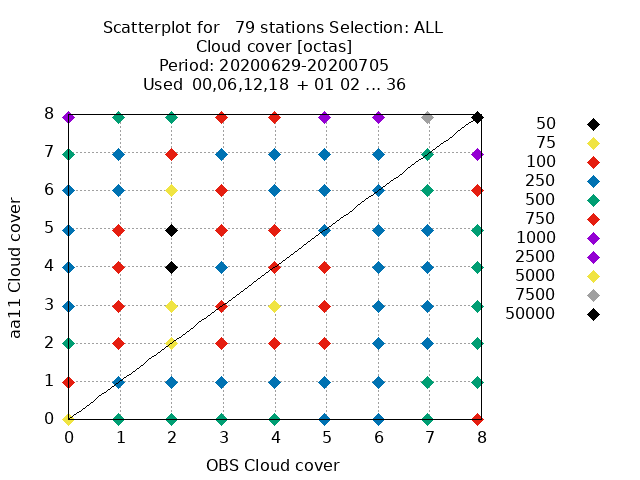 Scatterplot for 79 stations Selection: ALL
Cloud cover [octas]
Period: 20200629-20200705
Used 00,06,12,18 + 01 02 ... 36
8
7
6
5
4
3
2
1
0
aa11 Cloud cover
0 1 2 3 4 5 6 7 8
OBS Cloud cover
50
75
100
250
500
750
1000
2500
5000
7500
50000